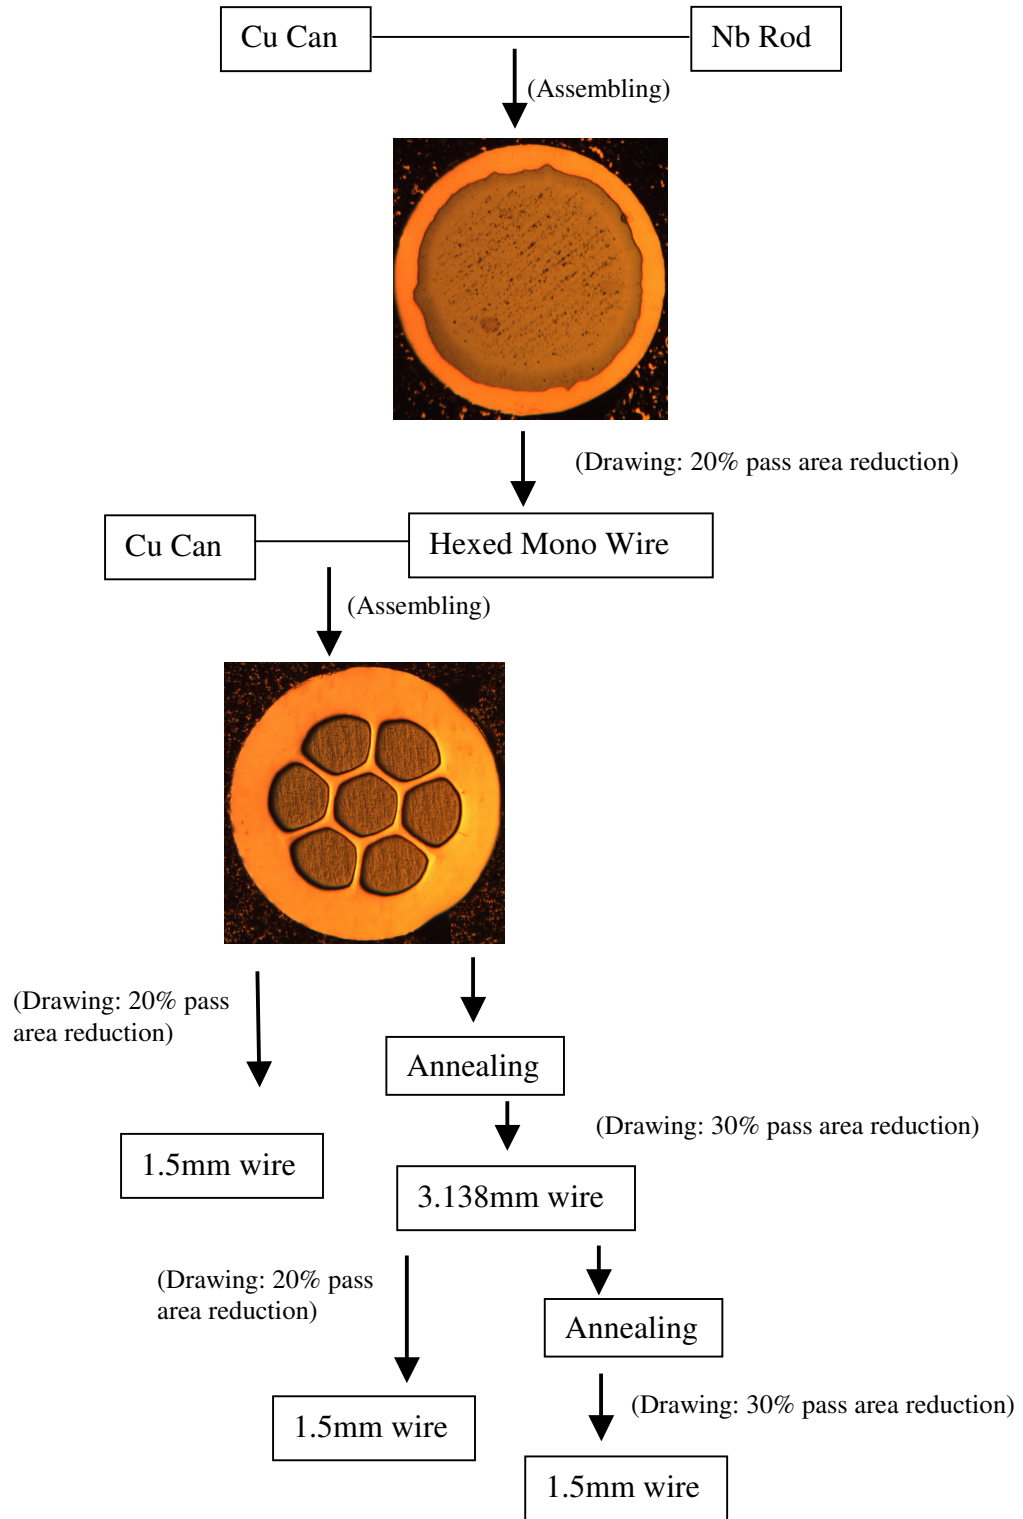 Cu Can
Nb Rod
(Assembling)
(Drawing: 20% pass area reduction)
Cu Can
Hexed Mono Wire
(Assembling)
(Drawing: 20% pass
area reduction)
Annealing
(Drawing: 30% pass area reduction)
1.5mm wire
3.138mm wire
(Drawing: 20% pass
area reduction)
Annealing
(Drawing: 30% pass area reduction)
1.5mm wire
1.5mm wire